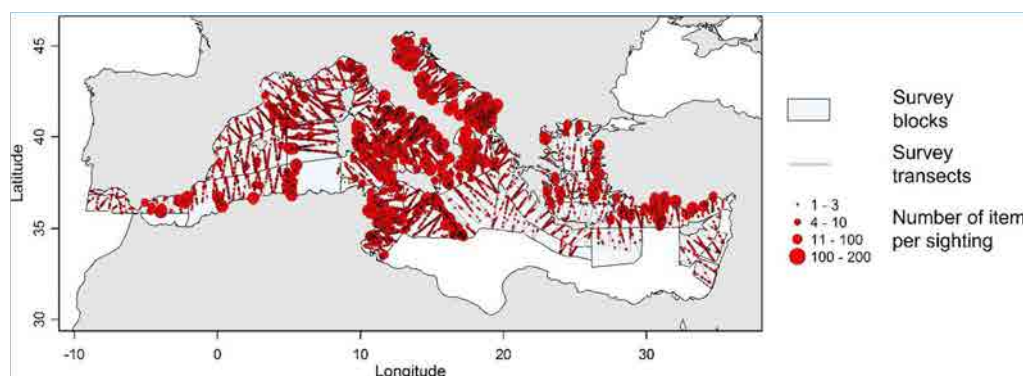 45
40
35
30
Latitude
-10
0
10
20
30
Longitude
Survey
blocks
Survey
transects
1 - 3
4 - 10
11 - 100
100 - 200
Number of item
per sighting